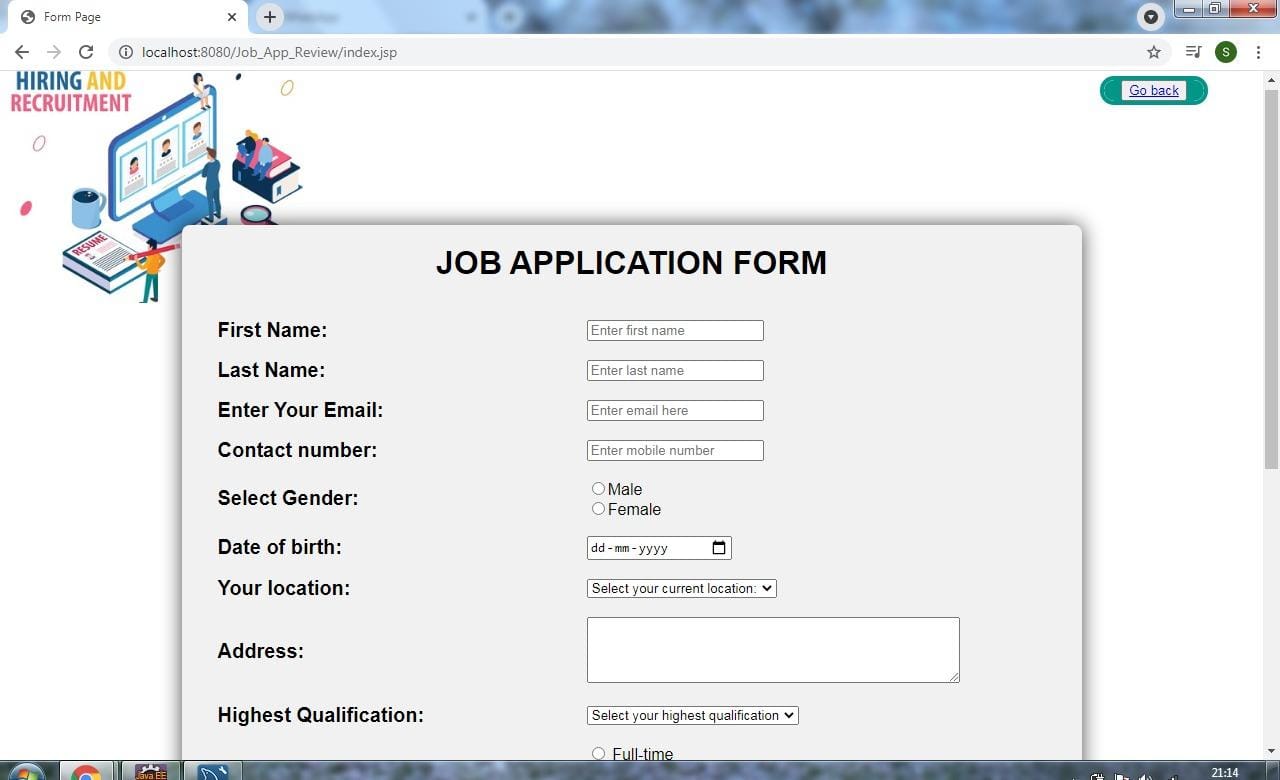 Form Page
localhost:8080/Job_App_Review/index.jsp
S
HIRING AND
RECRUITMENT
Go back
RESUME
JOB APPLICATION FORM
First Name:
Enter first name
Last Name:
Enter last name
Enter Your Email:
Enter email here
Contact number:
Enter mobile number
Select Gender:
Male
Female
Date of birth:
dd-mm-yyyy
Your location:
Select your current location:
Address:
Highest Qualification:
Select your highest qualification
Full-time
Java EE
21:14